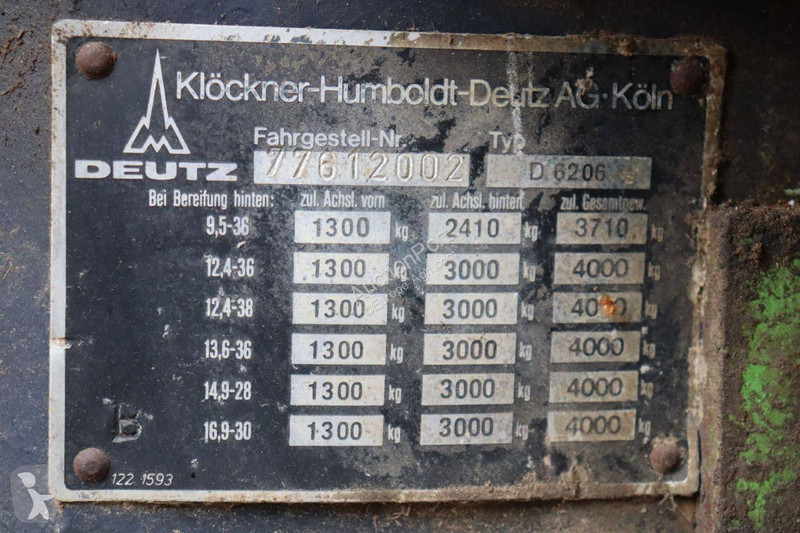 Klöckner-Humboldt-Deutz AG·Köln
DEUTZ
Fahrgestell-Nr. 77612002 Typ D 6206
Bei Bereifung hinten: zul. Achsl. vorn zul. Achsl. hinten zul. Gesamtgew.
9,5-36 1300 kg 2410 kg 3710 kg
12,4-36 1300 kg 3000 kg 4000 kg
12,4-38 1300 kg 3000 kg 4000 kg
13,6-36 1300 kg 3000 kg 4000 kg
14,9-28 1300 kg 3000 kg 4000 kg
16,9-30 1300 kg 3000 kg 4000 kg
B
122 1593